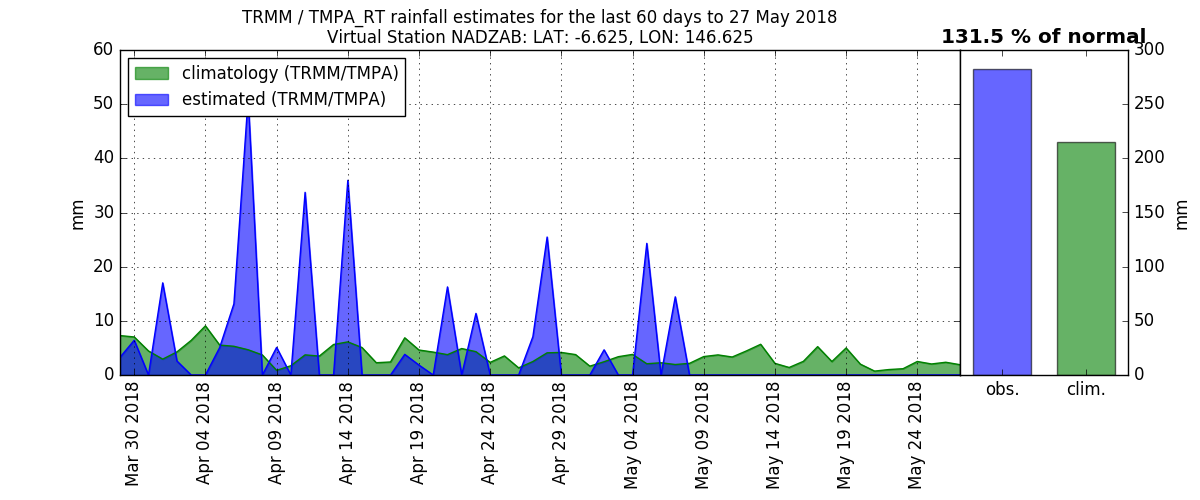 TRMM / TMPA_RT rainfall estimates for the last 60 days to 27 May 2018
Virtual Station NADZAB: LAT: -6.625, LON: 146.625
131.5 % of normal
climatology (TRMM/TMPA)
estimated (TRMM/TMPA)
60
50
40
30
20
10
0
mm
Mar 30 2018
Apr 04 2018
Apr 09 2018
Apr 14 2018
Apr 19 2018
Apr 24 2018
Apr 29 2018
May 04 2018
May 09 2018
May 14 2018
May 19 2018
May 24 2018
obs.
clim.
300
250
200
150
100
50
0
mm